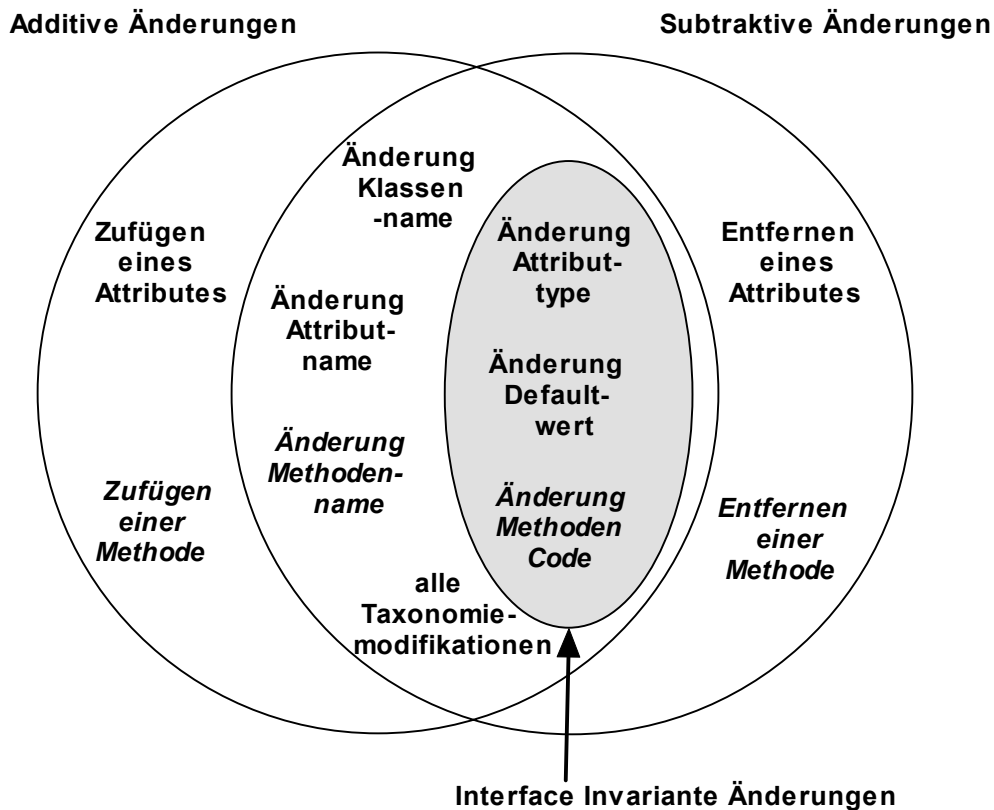 Additive Änderungen
Subtraktive Änderungen
Zufügen
eines
Attributes
Zufügen
einer
Methode
Änderung
Klassen
-name
Änderung
Attribut-
name
Änderung
Methoden-
name
alle
Taxonomie-
modifikationen
Änderung
Attribut-
type
Änderung
Default-
wert
Änderung
Methoden
Code
Entfernen
eines
Attributes
Entfernen
einer
Methode
Interface Invariante Änderungen